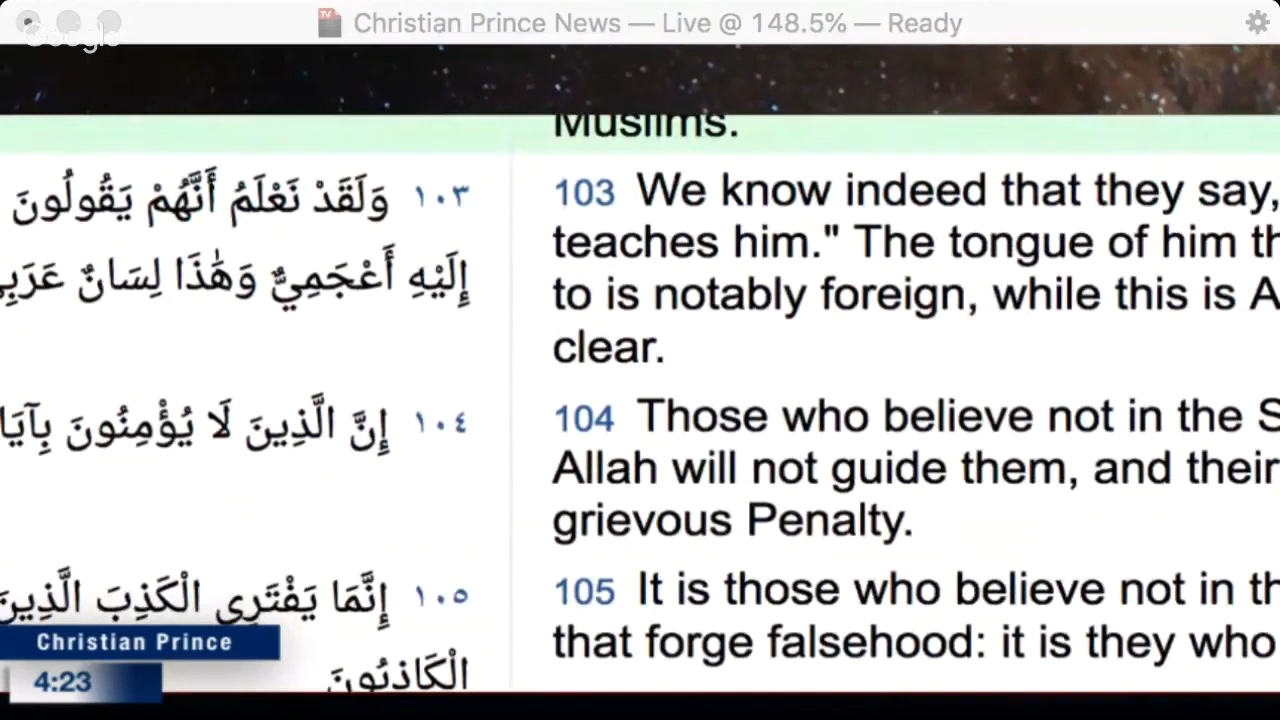 Christian Prince News — Live @ 148.5% — Ready
Google
Muslims.
١٠٣ وَلَقَدْ نَعْلَمُ أَنَّهُمْ يَقُولُونَ
إِلَيْهِ أَعْجَمِيٌّ وَهَٰذَا لِسَانٌ
103 We know indeed that they say,
teaches him." The tongue of him
to is notably foreign, while this is
clear.
١٠٤ إِنَّ الَّذِينَ لَا يُؤْمِنُونَ
104 Those who believe not in the
Allah will not guide them, and their
grievous Penalty.
١٠٥ إِنَّمَا يَفْتَرِي الْكَذِبَ الَّذِينَ
الْكَاذِبُونَ
105 It is those who believe not in
that forge falsehood: it is they who
Christian Prince
4:23